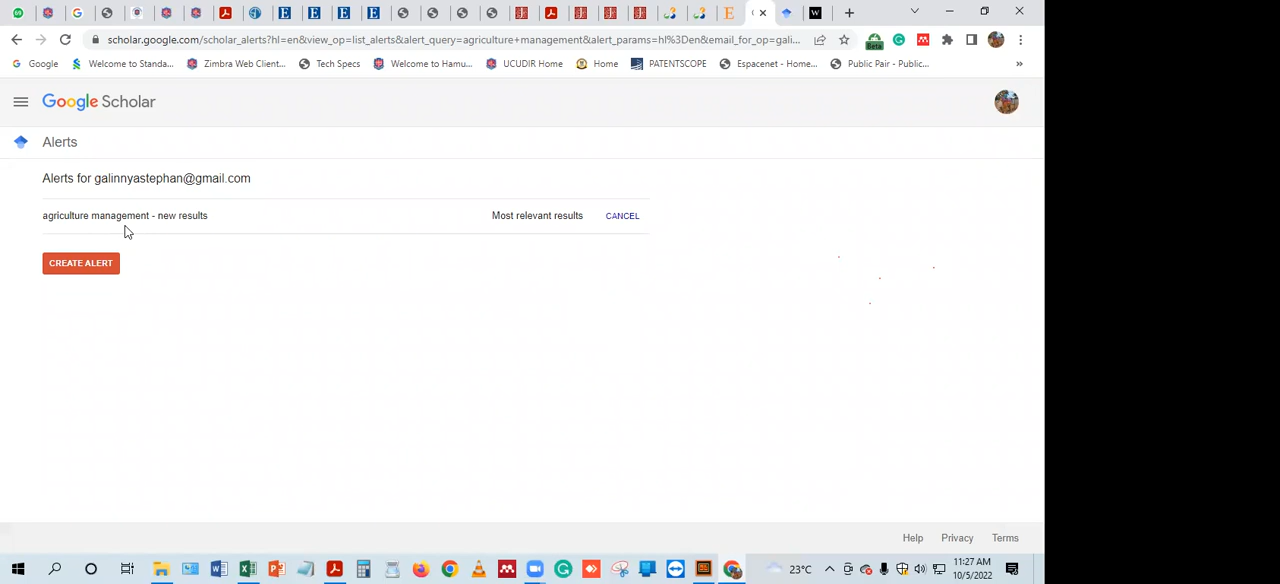 scholar.google.com/scholar_alerts?hl=en&view_op=list_alerts&alert_query=agriculture+management&alert_params=hl%3Den&email_for_op=gali...
Beta
Google Welcome to Standa... Zimbra Web Client... Tech Specs Welcome to Hamu... UCUDIR Home Home PATENTSCOPE Espacenet - Home... Public Pair - Public... »
Google Scholar
Alerts
Alerts for galinnyastephan@gmail.com
agriculture management - new results Most relevant results CANCEL
CREATE ALERT
Help Privacy Terms
23°C
11:27 AM
10/5/2022